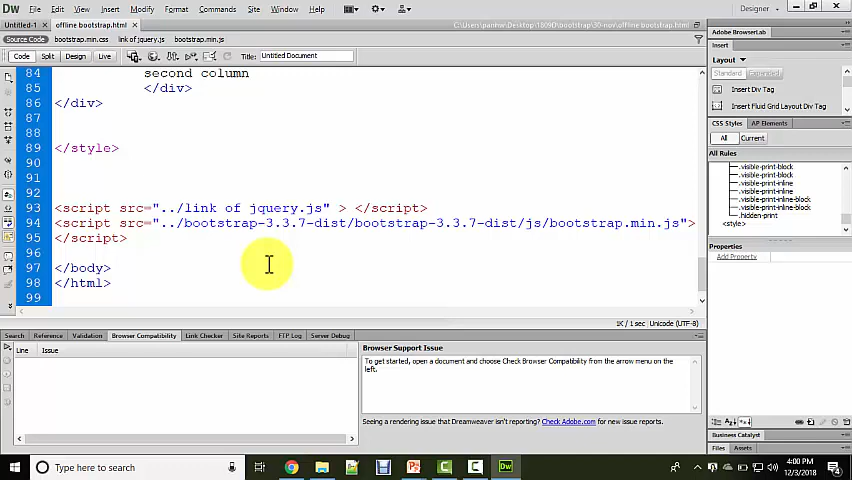 Dw File Edit View Insert Modify Format Commands Site Window Help Designer
Untitled-1 × offline bootstrap.html ×
Source Code bootstrap.min.css link of jquery.js bootstrap.min.js
Code Split Design Live Title: Untitled Document
84 second column
85 </div>
86 </div>
87
88
89 </style>
90
91
92
93 <script src="../link of jquery.js" > </script>
94 <script src="../bootstrap-3.3.7-dist/bootstrap-3.3.7-dist/js/bootstrap.min.js">
95 </script>
96
97 </body>
98 </html>
99
1K / 1 sec Unicode (UTF-8)
Search Reference Validation Browser Compatibility Link Checker Site Reports FTP Log Server Debug
Line Issue
Browser Support Issue
To get started, open a document and choose Check Browser Compatibility from the arrow menu on the
left.
Seeing a rendering issue that Dreamweaver isn't reporting? Check Adobe.com for new issue reports.
Adobe BrowserLab
Insert
Layout
Standard Expanded
Insert Div Tag
Insert Fluid Grid Layout Div Tag
CSS Styles AP Elements
All Current
All Rules
.visible-print-block
.visible-print-block
.visible-print-inline
.visible-print-inline
.visible-print-inline-block
.visible-print-inline-block
.hidden-print
<style>
Properties
Add Property
Business Catalyst
Files Assets
Type here to search
4:00 PM
12/3/2018